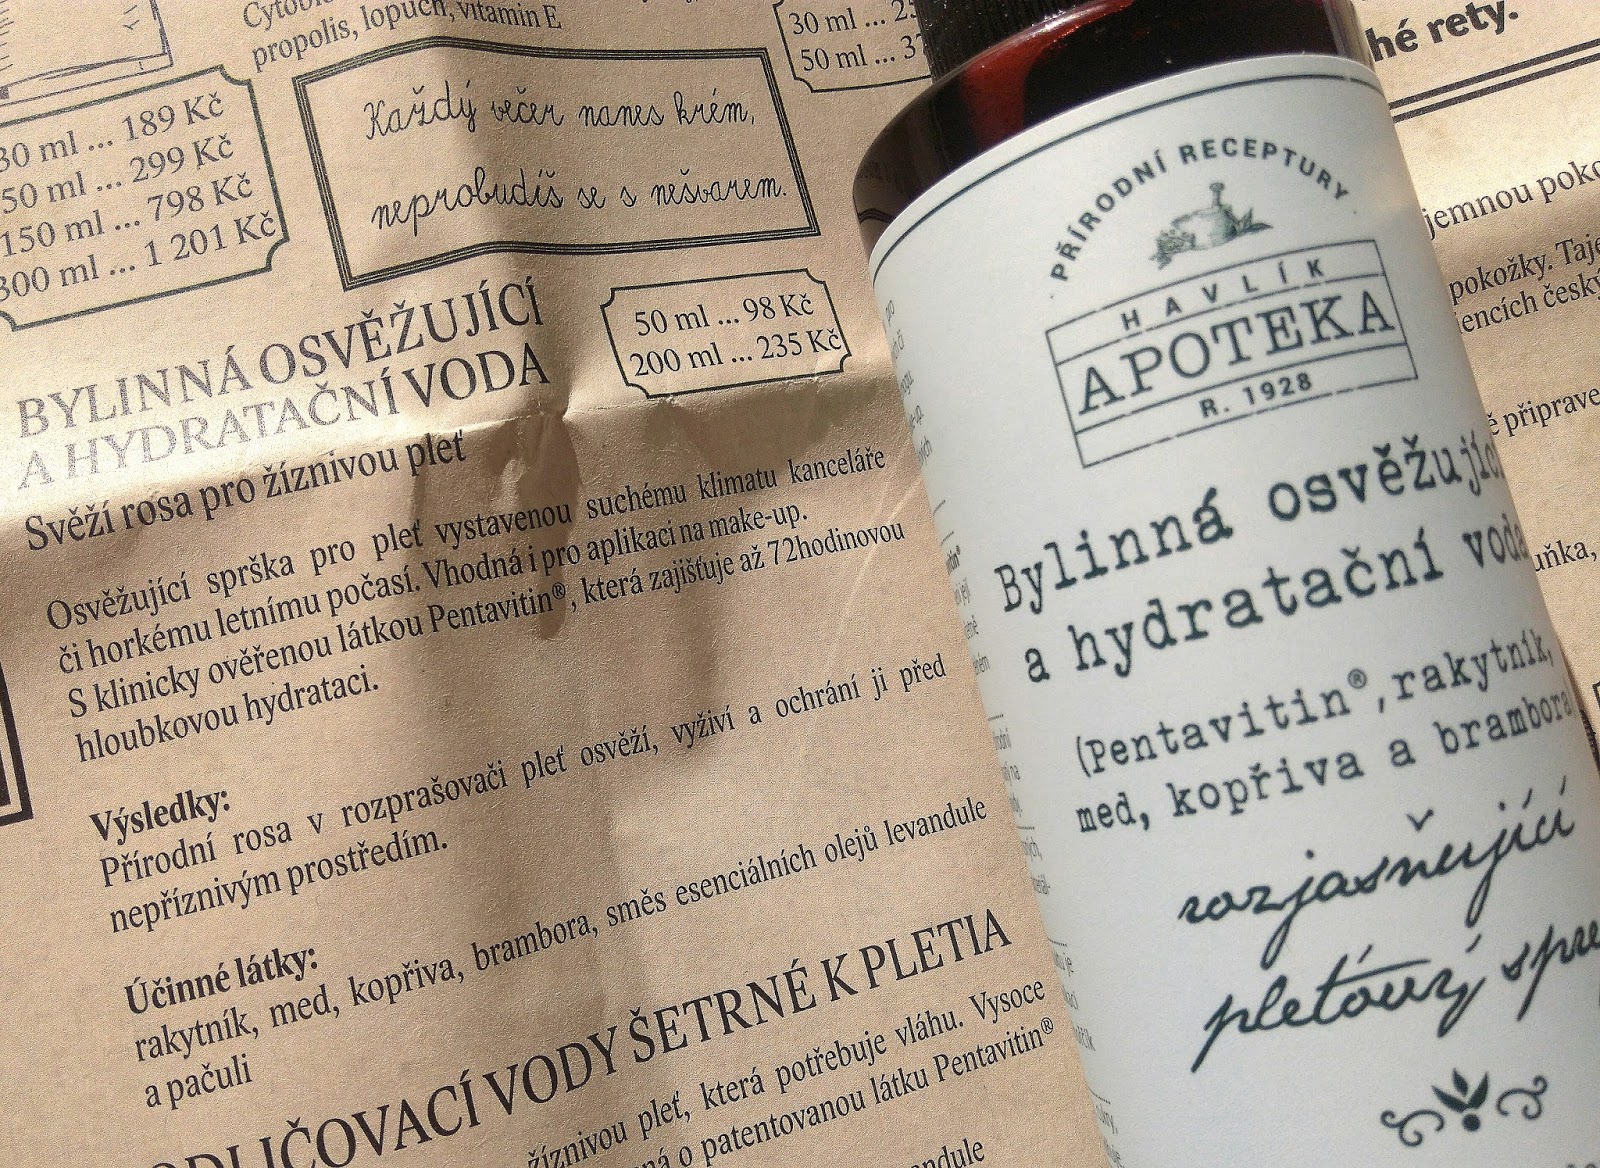 propolis, lopuch, vitamin E
30 ml ... 189 Kč
50 ml ... 299 Kč
150 ml ... 798 Kč
300 ml ... 1 201 Kč
Každý večer nanes krém,
neprobudíš se s nešvarem.
30 ml ...
50 ml ...
BYLINNÁ OSVĚŽUJÍCÍ
A HYDRATAČNÍ VODA
50 ml ... 98 Kč
200 ml ... 235 Kč
Svěží rosa pro žíznivou pleť
Osvěžující sprška pro pleť vystavenou suchému klimatu kanceláře
či horkému letnímu počasí. Vhodná i pro aplikaci na make-up.
S klinicky ověřenou látkou Pentavitin®, která zajišťuje až 72hodinovou
hloubkovou hydrataci.
Výsledky:
Přírodní rosa v rozprašovači pleť osvěží, vyživí a ochrání ji před
nepříznivým prostředím.
Účinné látky:
rakytník, med, kopřiva, brambora, směs esenciálních olejů levandule
a pačuli
VODY ŠETRNÉ K PLETI
žíznivou pleť, která potřebuje vláhu. Vysoce
o patentovanou látku Pentavitin®
PŘÍRODNÍ RECEPTURY
HAVLÍK
APOTEKA
R. 1928
Bylinná osvěžující
a hydratační voda
(Pentavitin®, rakytník,
med, kopřiva a brambora)
rozjasňující
pleťový
rety.
pokožky.